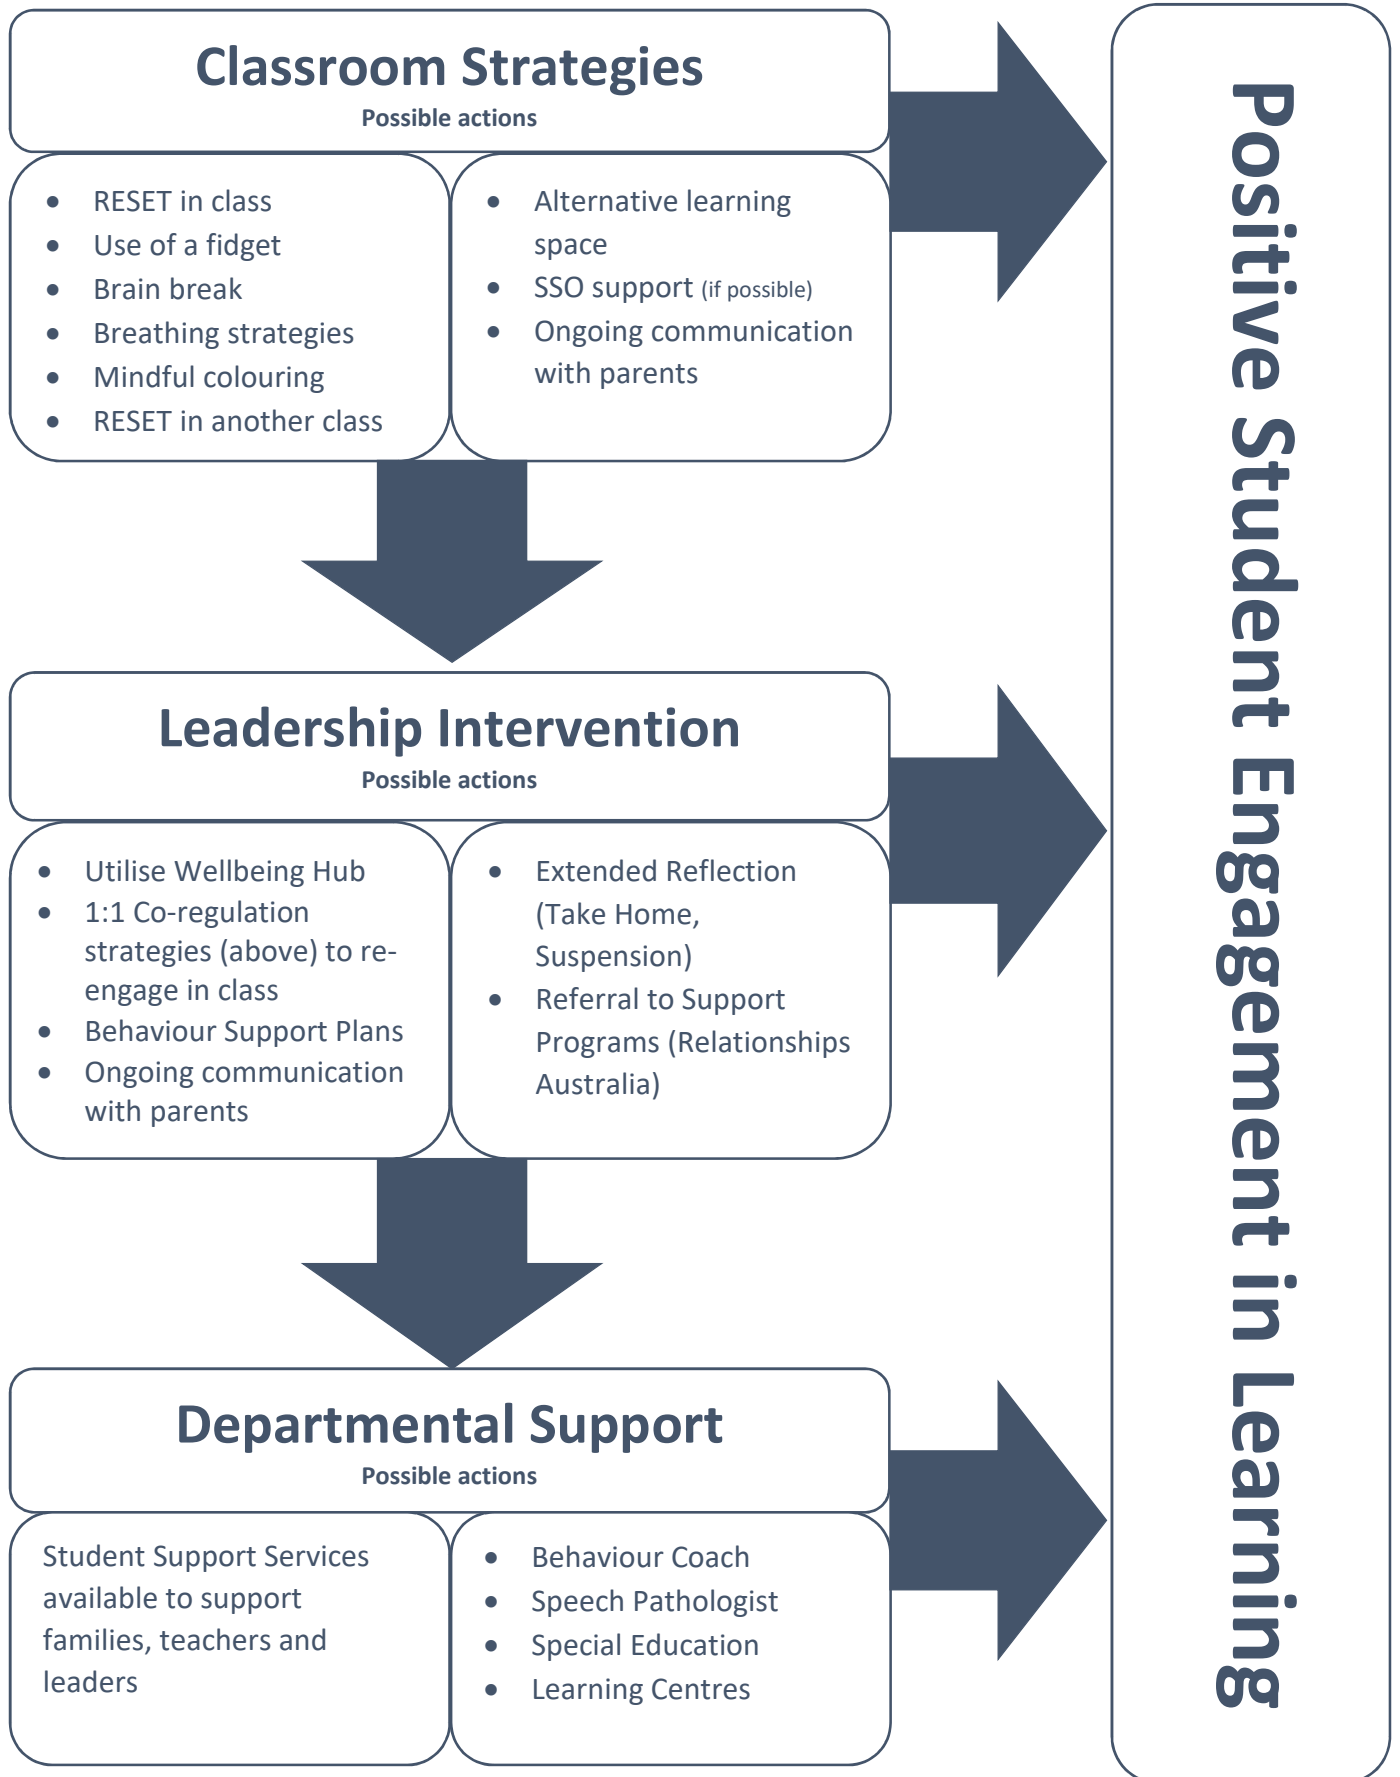 Classroom Strategies
Possible actions
• RESET in class
• Use of a fidget
• Brain break
• Breathing strategies
• Mindful colouring
• RESET in another class
• Alternative learning
space
• SSO support (if possible)
• Ongoing communication
with parents
Leadership Intervention
Possible actions
• Utilise Wellbeing Hub
• 1:1 Co-regulation
strategies (above) to re-
engage in class
• Behaviour Support Plans
• Ongoing communication
with parents
• Extended Reflection
(Take Home,
Suspension)
• Referral to Support
Programs (Relationships
Australia)
Departmental Support
Possible actions
Student Support Services
available to support
families, teachers and
leaders
• Behaviour Coach
• Speech Pathologist
• Special Education
• Learning Centres
Positive Student Engagement in Learning